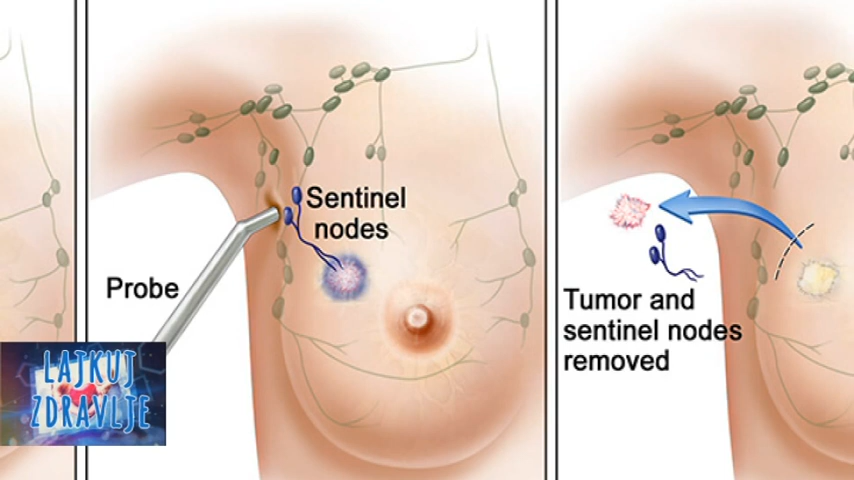 Sentinel
nodes
Probe
Tumor and
sentinel nodes
removed
LAJKUJ
ZDRAVLJE